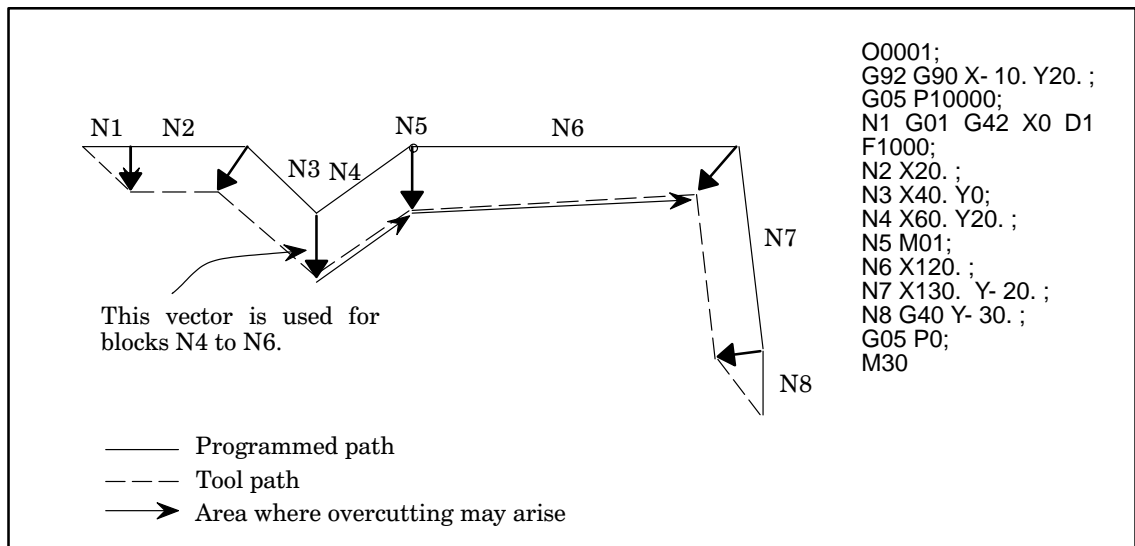 N1
N2
N3
N4
N5
N6
N7
N8
This vector is used for
blocks N4 to N6.
Programmed path
Tool path
Area where overcutting may arise
O0001;
G92 G90 X- 10. Y20. ;
G05 P10000;
N1 G01 G42 X0 D1
F1000;
N2 X20. ;
N3 X40. Y0;
N4 X60. Y20. ;
N5 M01;
N6 X120. ;
N7 X130. Y- 20. ;
N8 G40 Y- 30. ;
G05 P0;
M30